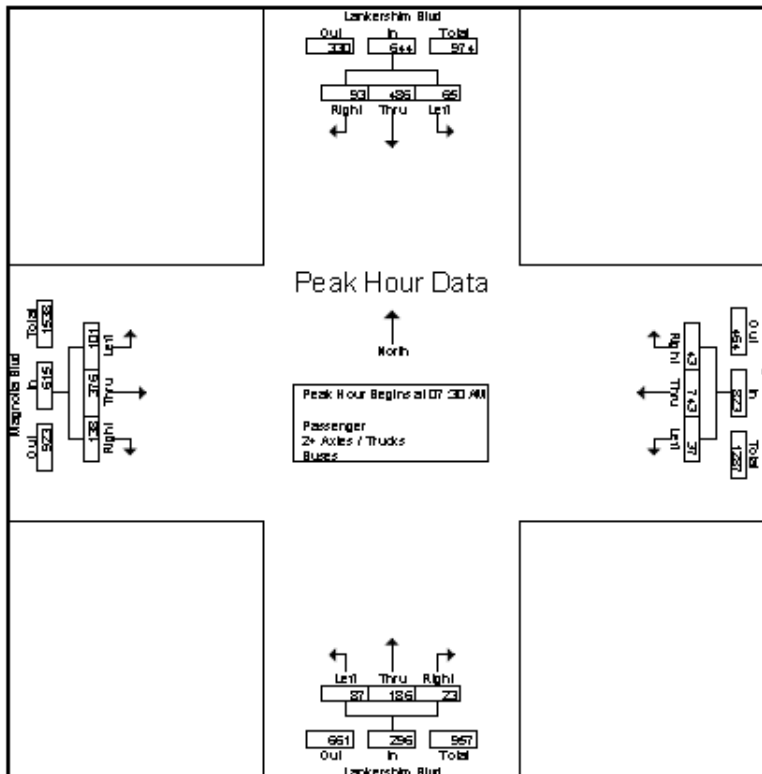 Lankershim Blvd
Out In Total
330 644 974
93 486 65
Right Thru Left
Peak Hour Data
North
Peak Hour Begins at 07:30 AM
Passenger
2+ Axles / Trucks
Buses
Magnolia Blvd
Out In Total
923 615 1538
101 376 138
Left Thru Right
Right Thru Left
43 743 37
Out In Total
464 823 1287
Left Thru Right
87 186 23
661 296 957
Out In Total
Lankershim Blvd